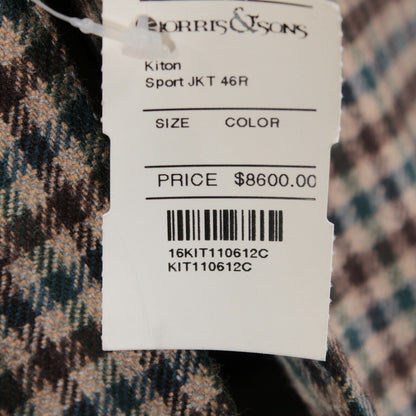 MORRIS&SONS
Kiton
Sport JKT 46R
SIZE COLOR
PRICE $8600.00
16KIT110612C
KIT110612C